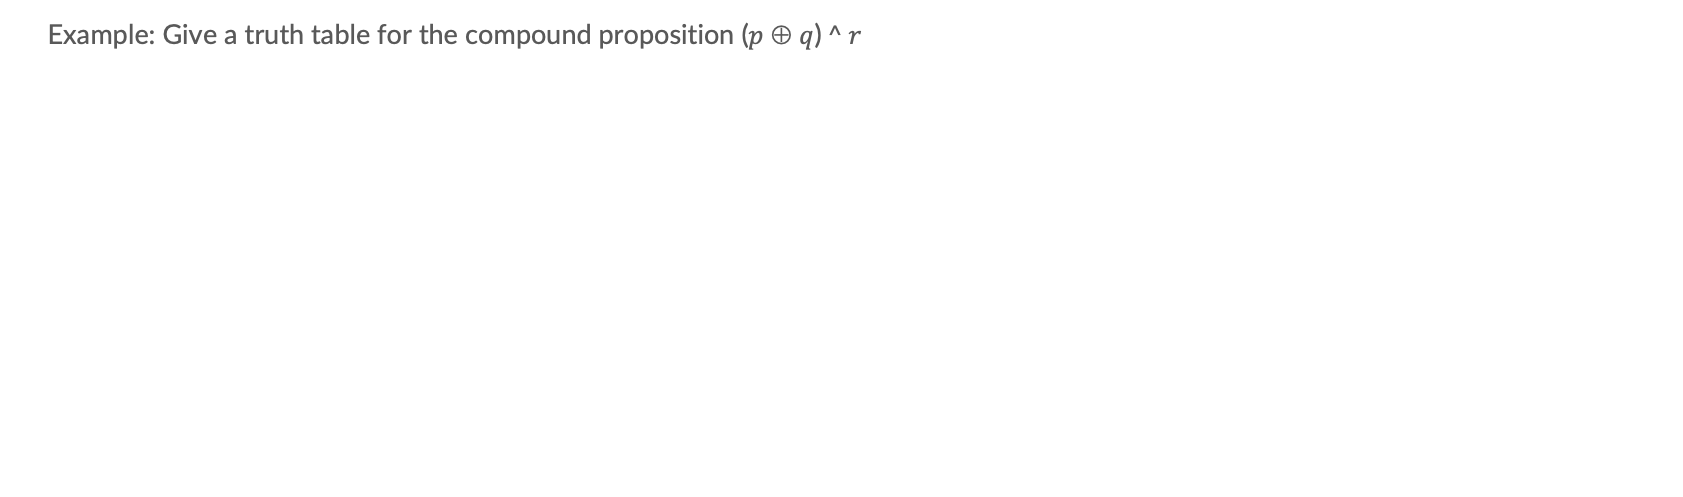 Example: Give a truth table for the compound proposition (p ⊕ q) ^ r